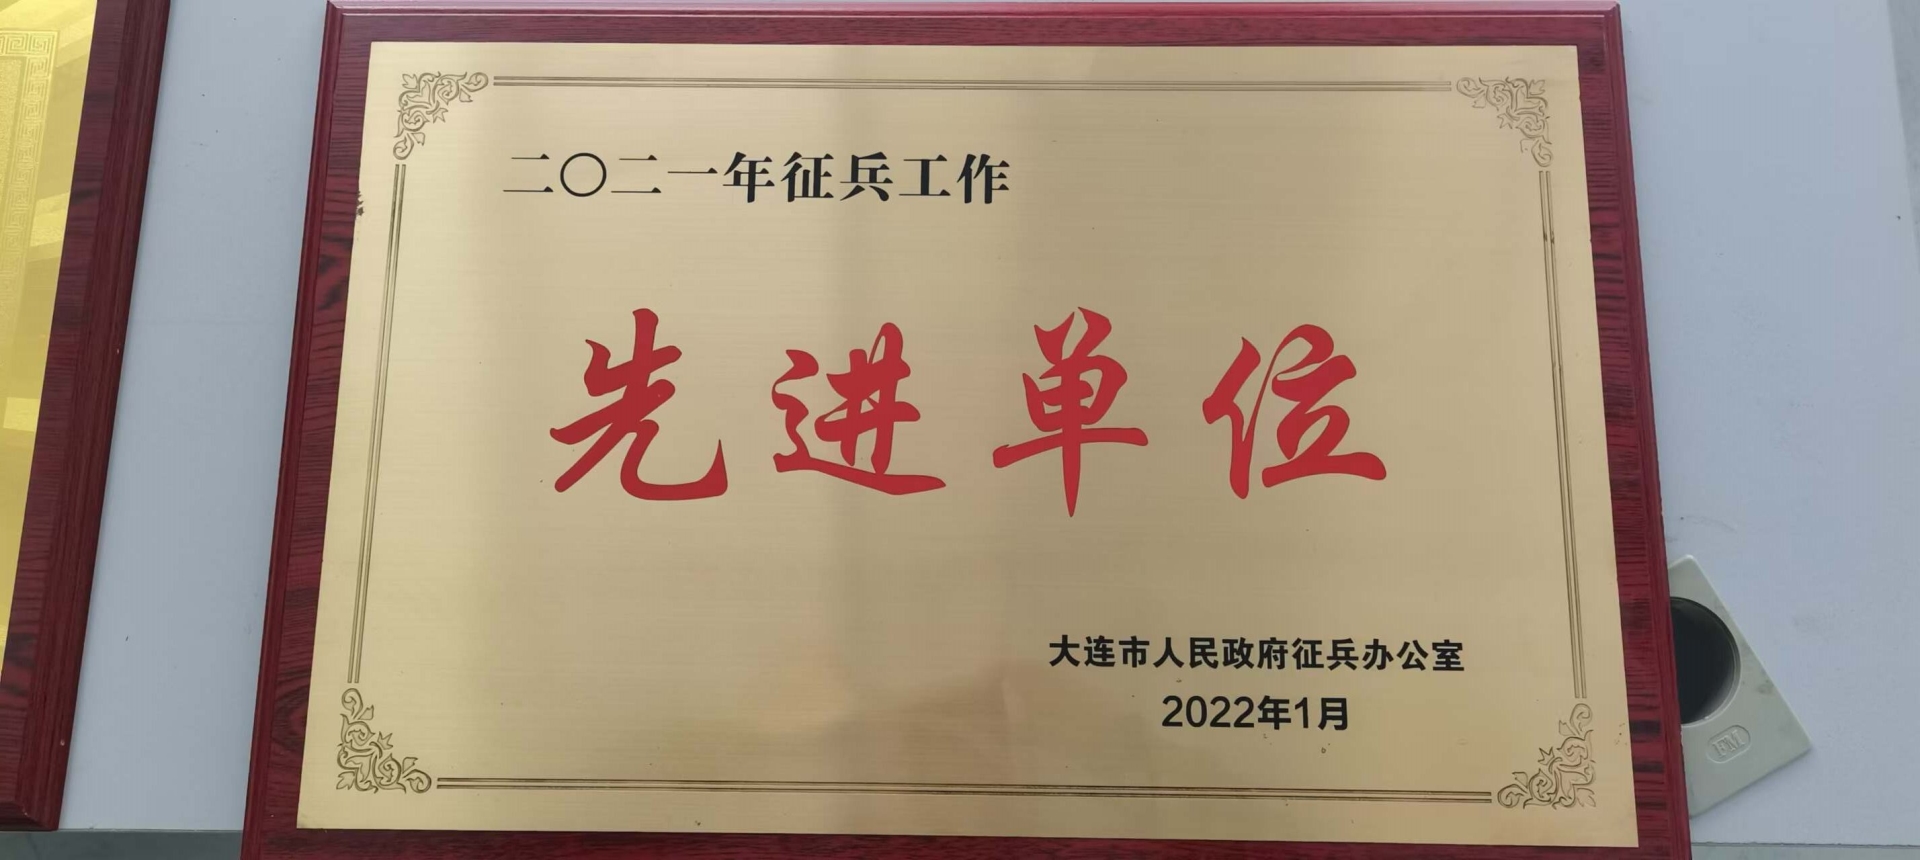 二〇二一年征兵工作
先进单位
大连市人民政府征兵办公室
2022年1月
FM